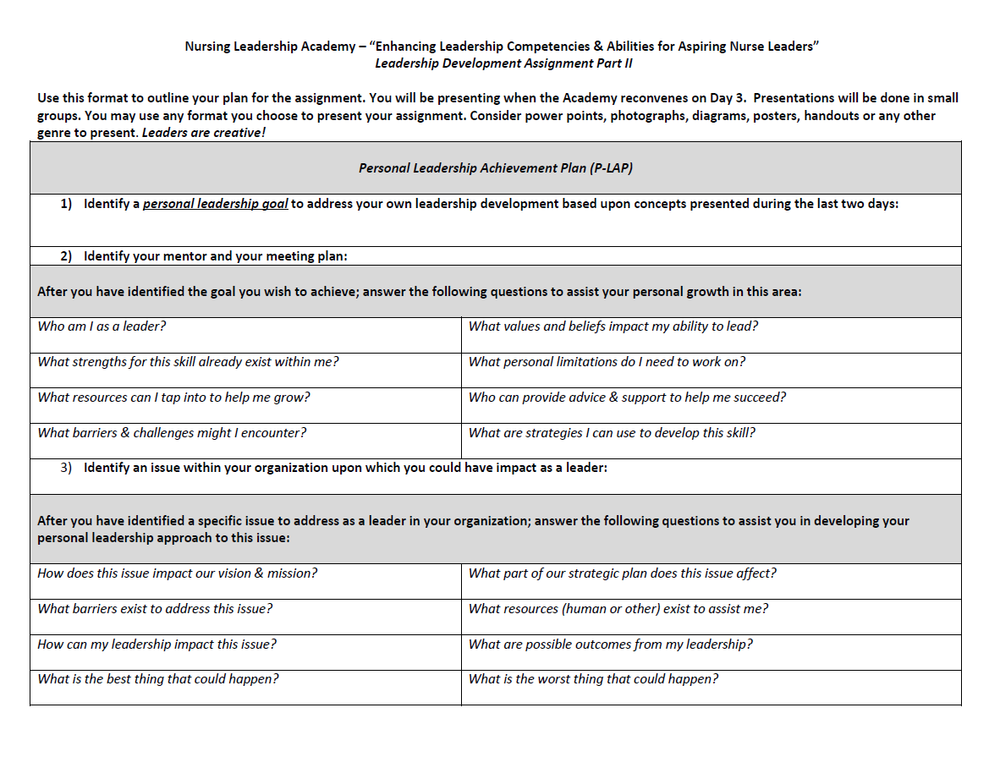 Nursing Leadership Academy – “Enhancing Leadership Competencies & Abilities for Aspiring Nurse Leaders”
Leadership Development Assignment Part II
Use this format to outline your plan for the assignment. You will be presenting when the Academy reconvenes on Day 3.  Presentations will be done in small
groups. You may use any format you choose to present your assignment. Consider power points, photographs, diagrams, posters, handouts or any other
genre to present. Leaders are creative!
Personal Leadership Achievement Plan (P-LAP)
1) Identify a personal leadership goal to address your own leadership development based upon concepts presented during the last two days:
2) Identify your mentor and your meeting plan:
After you have identified the goal you wish to achieve; answer the following questions to assist your personal growth in this area:
Who am I as a leader?
What values and beliefs impact my ability to lead?
What strengths for this skill already exist within me?
What personal limitations do I need to work on?
What resources can I tap into to help me grow?
Who can provide advice & support to help me succeed?
What barriers & challenges might I encounter?
What are strategies I can use to develop this skill?
3) Identify an issue within your organization upon which you could have impact as a leader:
After you have identified a specific issue to address as a leader in your organization; answer the following questions to assist you in developing your
personal leadership approach to this issue:
How does this issue impact our vision & mission?
What part of our strategic plan does this issue affect?
What barriers exist to address this issue?
What resources (human or other) exist to assist me?
How can my leadership impact this issue?
What are possible outcomes from my leadership?
What is the best thing that could happen?
What is the worst thing that could happen?